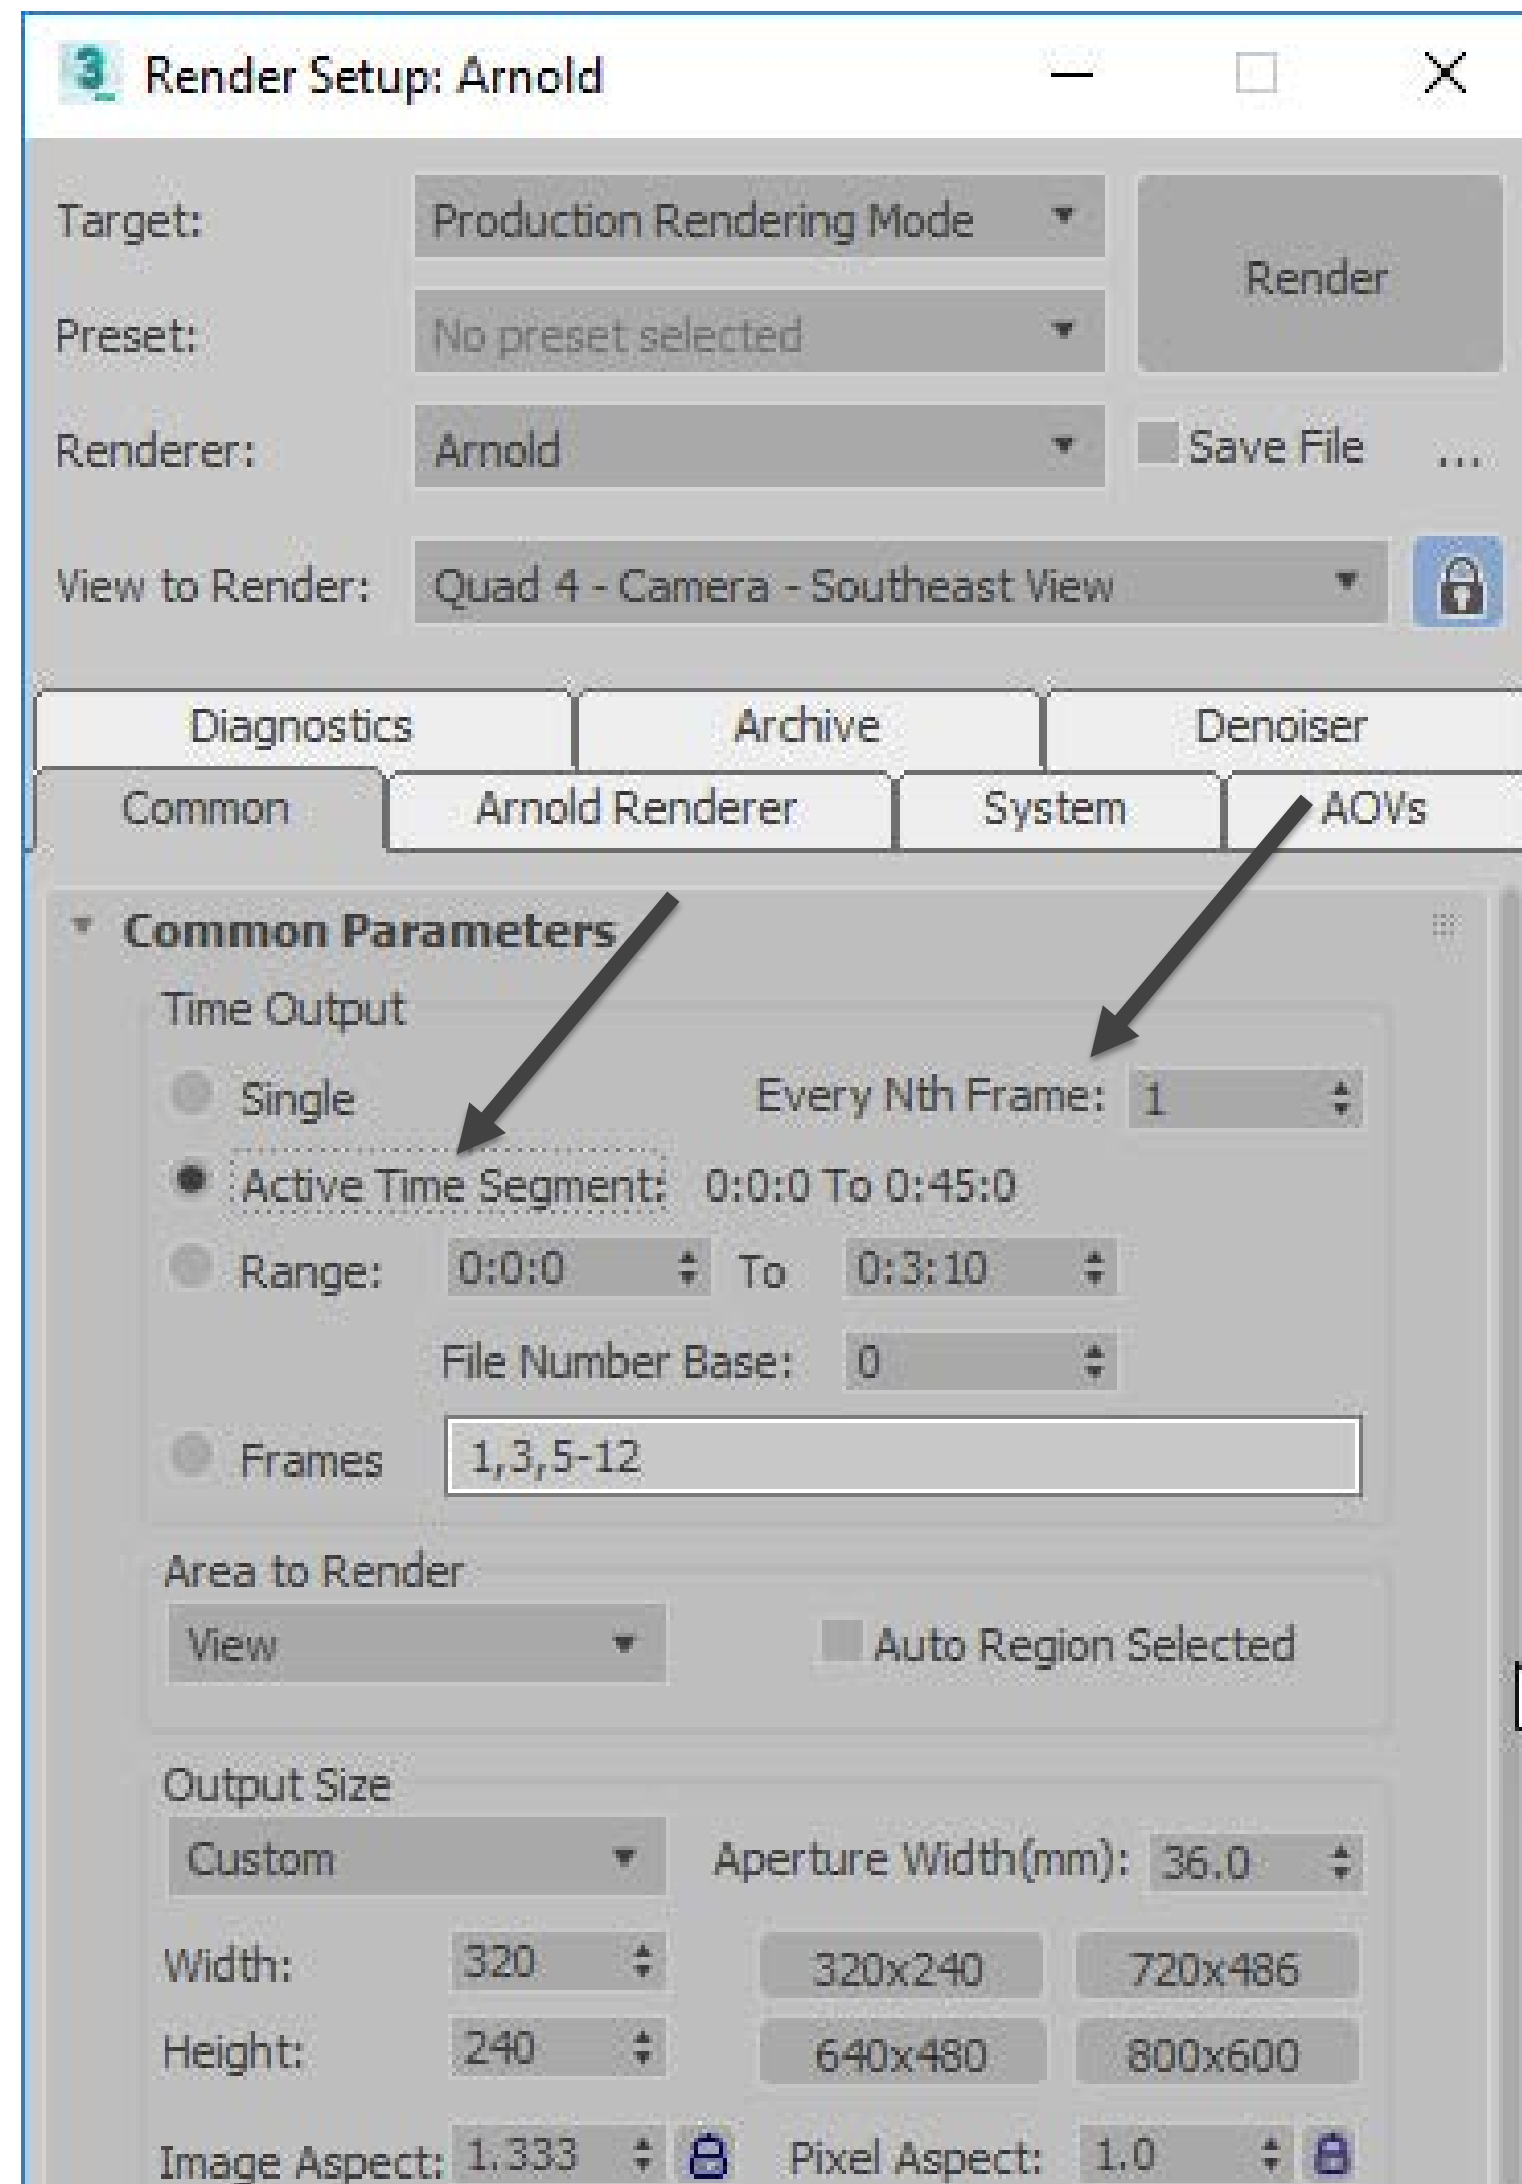 Render Setup: Arnold
Target: Production Rendering Mode
Render
Preset: No preset selected
Renderer: Arnold
Save File ...
View to Render: Quad 4 - Camera - Southeast View
Diagnostics Archive Denoiser
Common Arnold Renderer System AOVs
Common Parameters
Time Output
Single Every Nth Frame: 1
Active Time Segment: 0:0:0 To 0:45:0
Range: 0:0:0 To 0:3:10
File Number Base: 0
Frames 1,3,5-12
Area to Render
View Auto Region Selected
Output Size
Custom Aperture Width(mm): 36.0
Width: 320 320x240 720x486
Height: 240 640x480 800x600
Image Aspect: 1.333 Pixel Aspect: 1.0